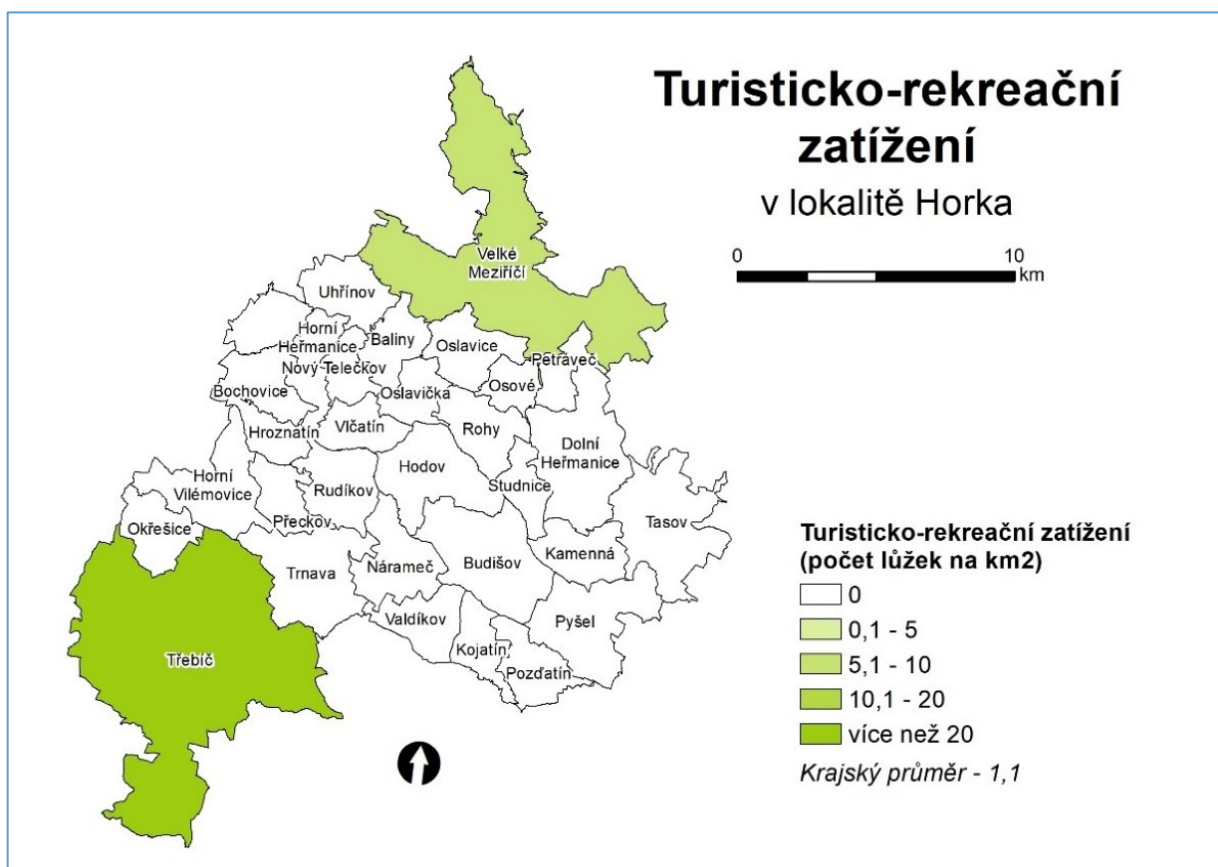 Turisticko-rekreační
zatížení
v lokalitě Horka
0
10
km
Velké
Meziříčí
Uhřínov
Horní
Heřmanice
Baliny
Oslavice
Petráveč
Nový Telečkov
Bochovice
Oslavička
Osové
Hroznatín
Vlčatín
Rohy
Dolní
Heřmanice
Hodov
Horní
Vilémovice
Rudíkov
Studnice
Okřešice
Přeckov
Tasov
Trnava
Nárameč
Budišov
Kamenná
Valdíkov
Pyšel
Kojatín
Pozďatín
Třebíč
Turisticko-rekreační zatížení
(počet lůžek na km2)
0
0,1 - 5
5,1 - 10
10,1 - 20
více než 20
Krajský průměr - 1,1